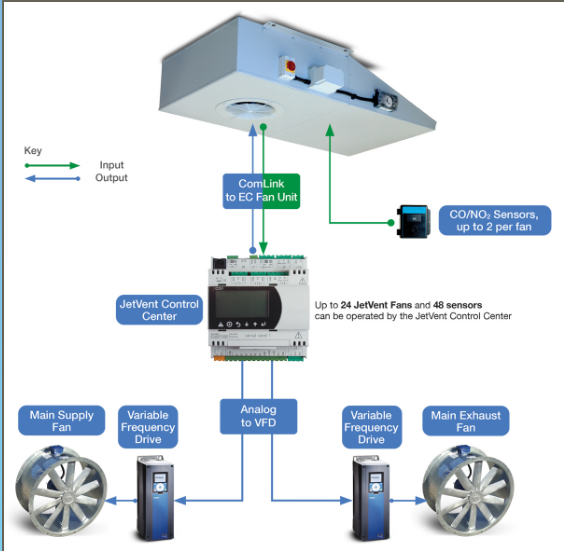 Key
Input
Output
ComLink
to EC Fan Unit
CO/NO₂ Sensors,
up to 2 per fan
JetVent Control
Center
Up to 24 JetVent Fans and 48 sensors
can be operated by the JetVent Control Center
Main Supply
Fan
Variable
Frequency
Drive
Analog
to VFD
Variable
Frequency
Drive
Main Exhaust
Fan